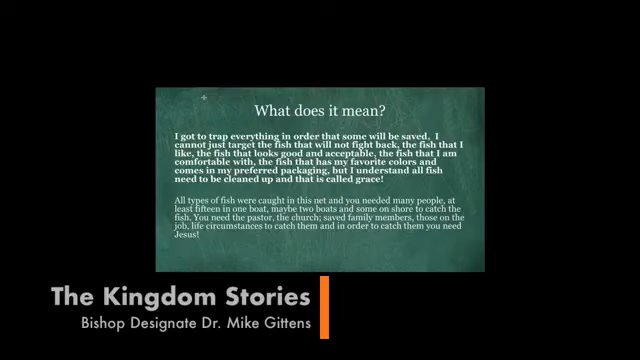 What does it mean?
I got to trap everything in order that some will be saved, I
cannot just target the fish that will not fight back, the fish that I
like, the fish that looks good and acceptable, the fish that I am
comfortable with, the fish that has my favorite colors and
comes in my preferred packaging, but I understand all fish
need to be cleaned up and that is called grace!
All types of fish were caught in this net and you needed many people, at
least fifteen in one boat, maybe two boats and some on shore to catch the
fish. You need the pastor, the church; saved family members, those on the
job, life circumstances to catch them and in order to catch them you need
Jesus!
The Kingdom Stories
Bishop Designate Dr. Mike Gittens